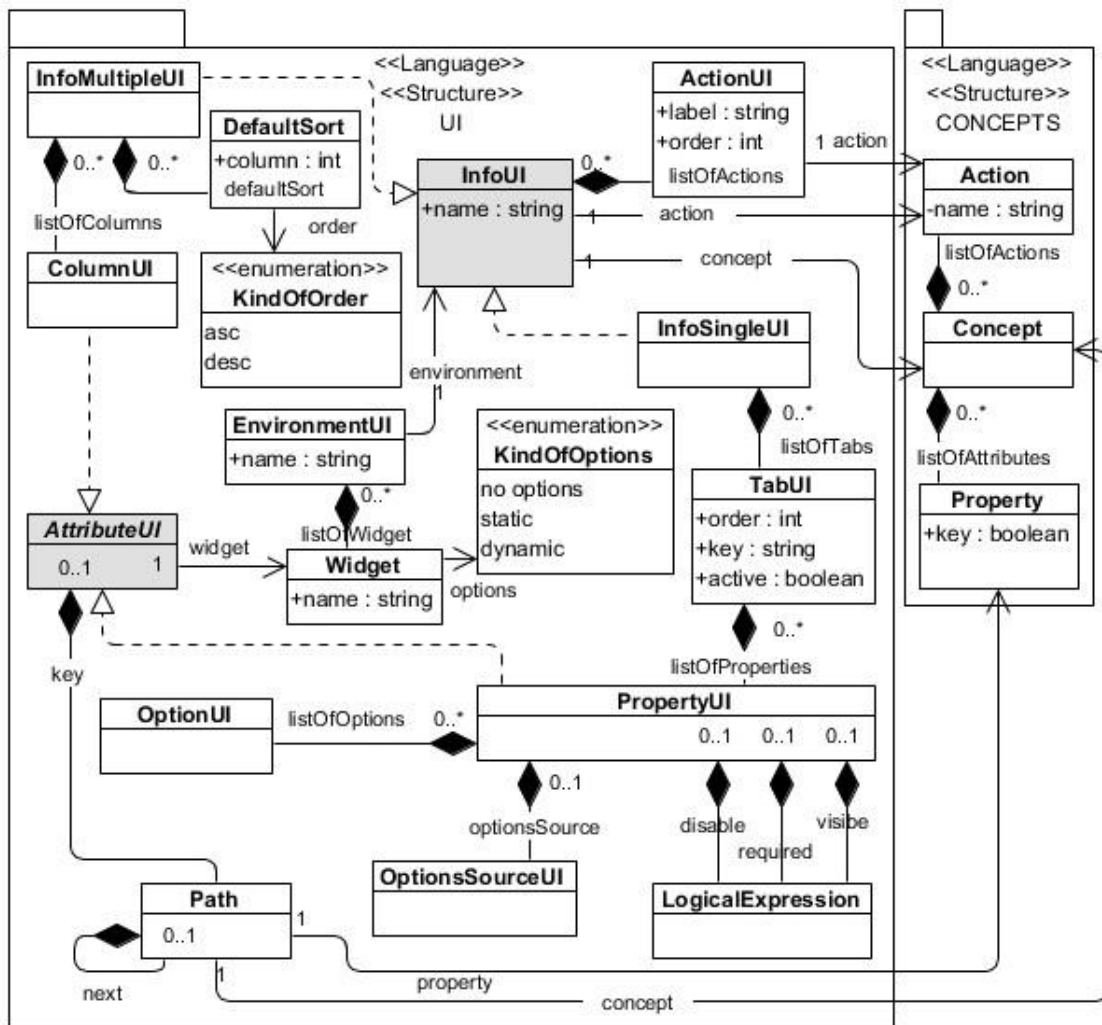 <<Language>>
<<Structure>>
UI
<<Language>>
<<Structure>>
CONCEPTS
InfoMultipleUI
0..*
0..*
listOfColumns
DefaultSort
+column : int
defaultSort
order
ColumnUI
<<enumeration>>
KindOfOrder
asc
desc
InfoUI
+name : string
0..*
1
1
ActionUI
+label : string
+order : int
listOfActions
1 action
action
concept
Action
-name : string
listOfActions
0..*
Concept
0..*
listOfAttributes
Property
+key : boolean
InfoSingleUI
0..*
listOfTabs
environment
1
EnvironmentUI
+name : string
0..*
listOfWidget
<<enumeration>>
KindOfOptions
no options
static
dynamic
TabUI
+order : int
+key : string
+active : boolean
0..*
listOfProperties
AttributeUI
0..1
1
widget
Widget
+name : string
options
key
OptionUI
listOfOptions
0..*
PropertyUI
0..1
0..1
0..1
0..1
optionsSource
disable
required
visibe
OptionsSourceUI
LogicalExpression
Path
0..1
1
next
1
property
concept